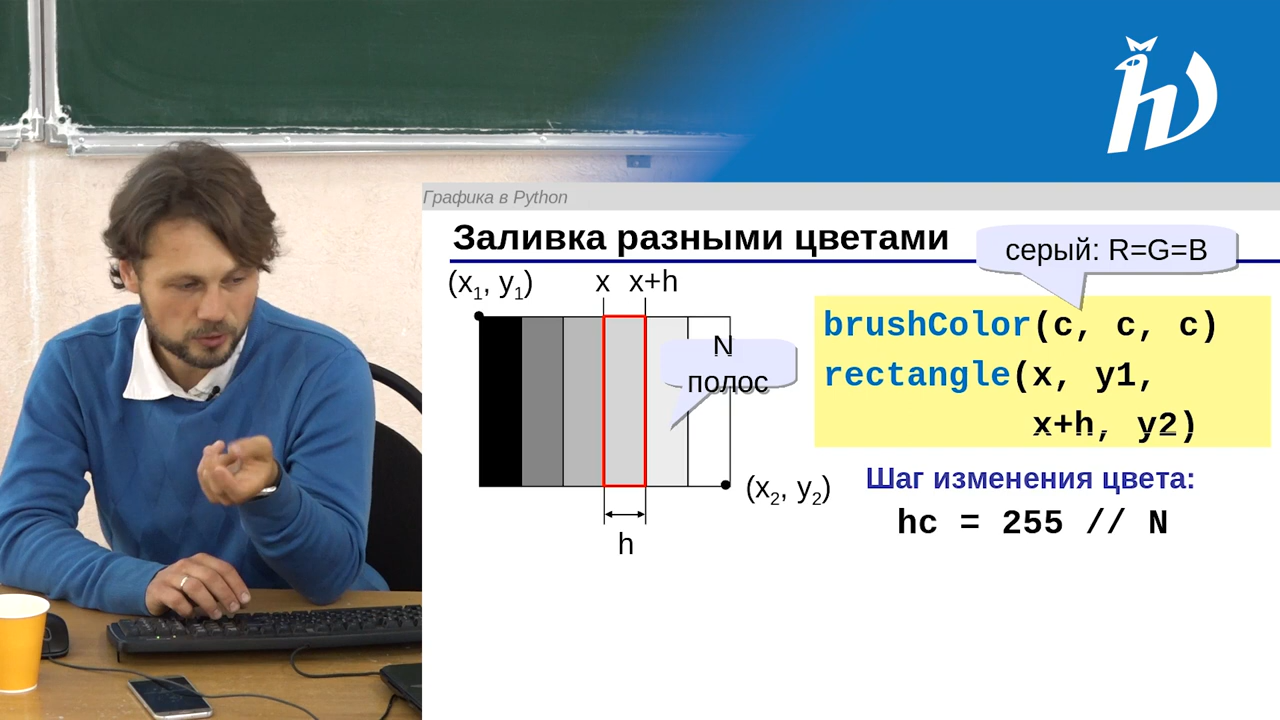 Графика в Python
Заливка разными цветами
серый: R=G=B
(x1, y1)
x
x+h
N
полос
(x2, y2)
h
brushColor(c, c, c)
rectangle(x, y1,
x+h, y2)
Шаг изменения цвета:
hc = 255 // N